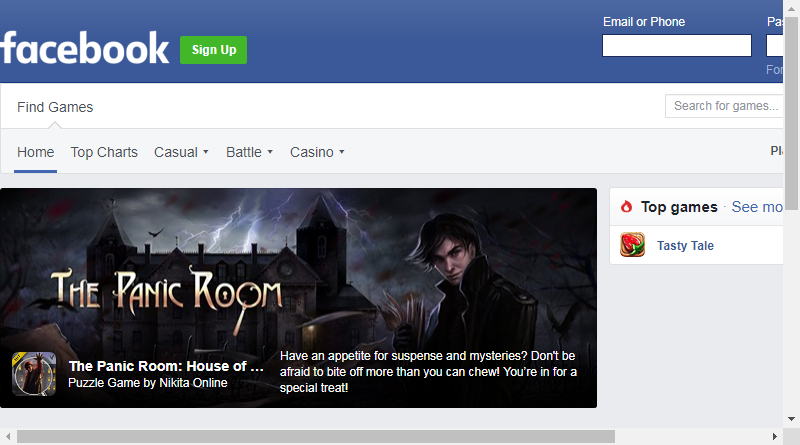 facebook
Sign Up
Email or Phone
Find Games
Search for games...
Home Top Charts Casual Battle Casino
Top games · See mo
Tasty Tale
THE PANIC ROOM
The Panic Room: House of ...
Puzzle Game by Nikita Online
Have an appetite for suspense and mysteries? Don't be
afraid to bite off more than you can chew! You're in for a
special treat!